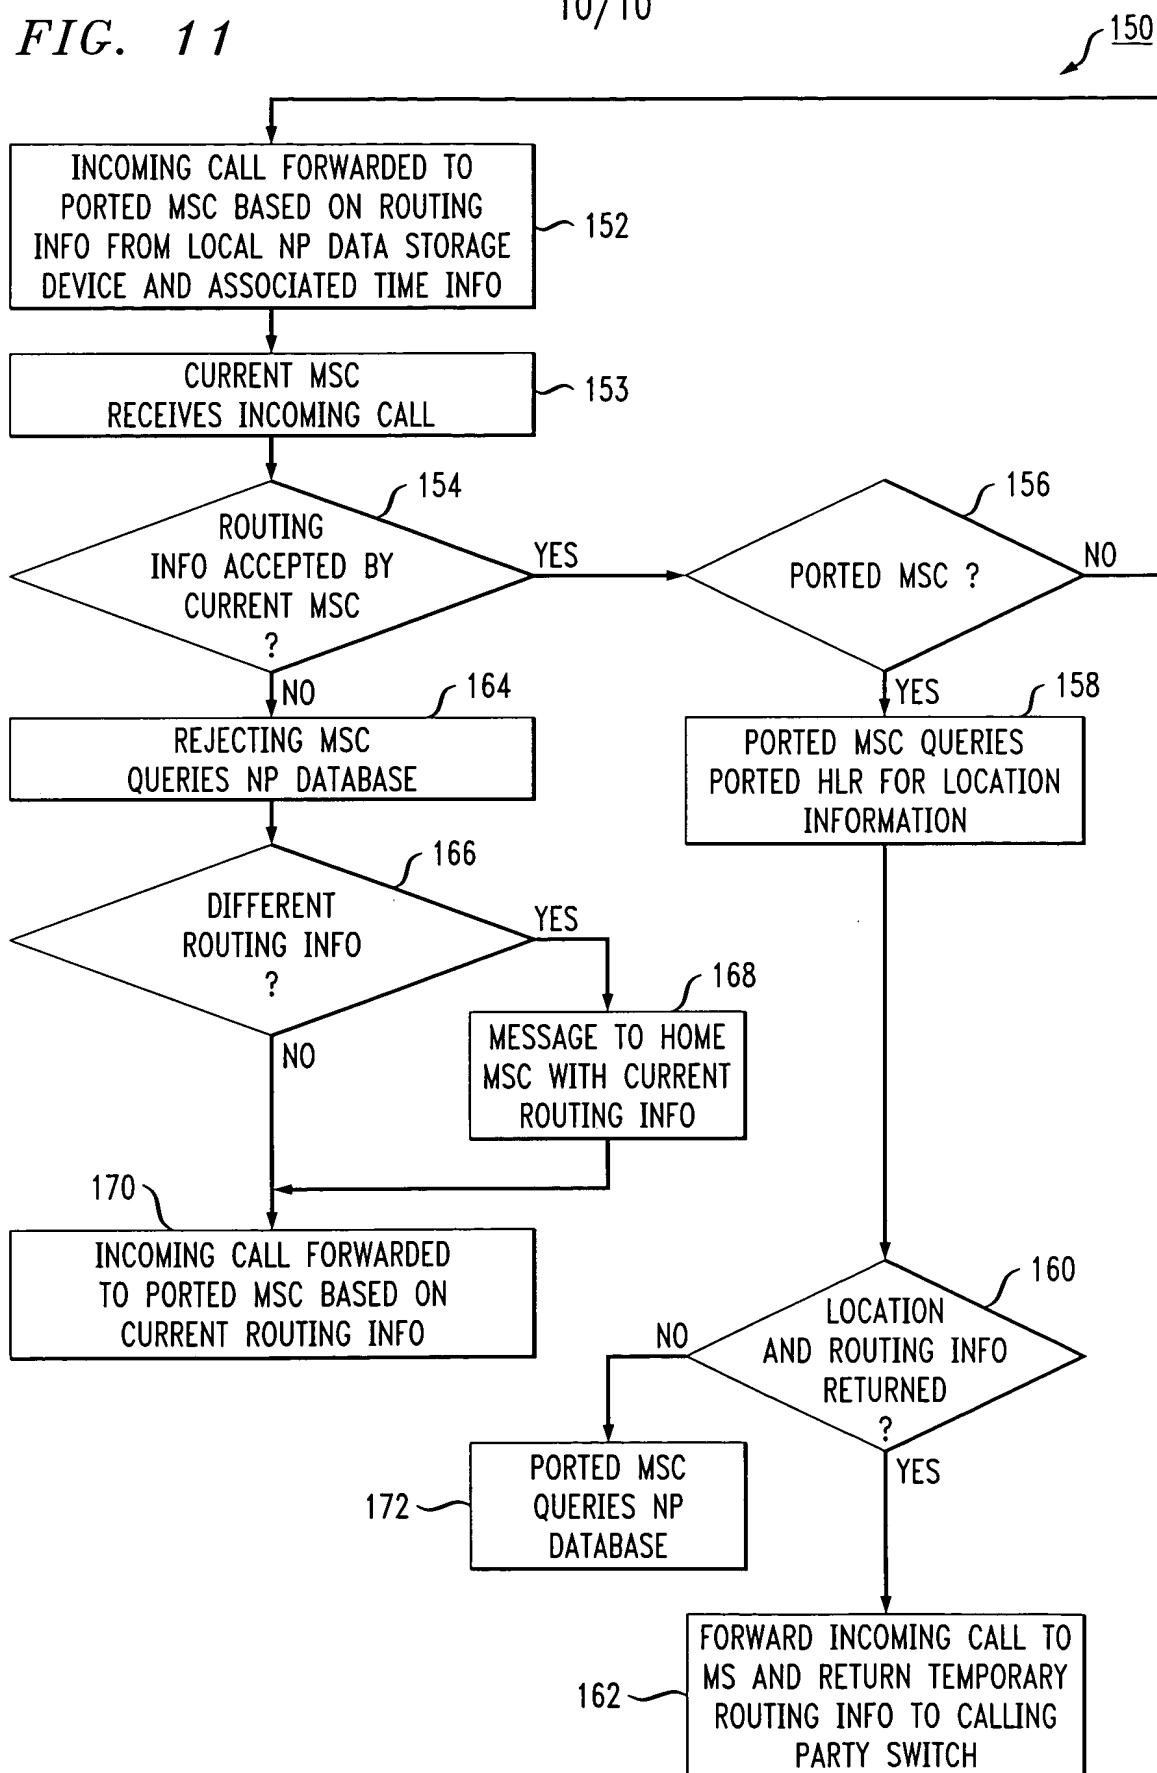 10/10
FIG. 11
150
INCOMING CALL FORWARDED TO
PORTED MSC BASED ON ROUTING
INFO FROM LOCAL NP DATA STORAGE
DEVICE AND ASSOCIATED TIME INFO
152
CURRENT MSC
RECEIVES INCOMING CALL
153
154
ROUTING
INFO ACCEPTED BY
CURRENT MSC
?
YES
NO
156
PORTED MSC ?
NO
YES
164
REJECTING MSC
QUERIES NP DATABASE
158
PORTED MSC QUERIES
PORTED HLR FOR LOCATION
INFORMATION
166
DIFFERENT
ROUTING INFO
?
YES
NO
168
MESSAGE TO HOME
MSC WITH CURRENT
ROUTING INFO
170
INCOMING CALL FORWARDED
TO PORTED MSC BASED ON
CURRENT ROUTING INFO
160
LOCATION
AND ROUTING INFO
RETURNED
?
NO
YES
172
PORTED MSC
QUERIES NP
DATABASE
162
FORWARD INCOMING CALL TO
MS AND RETURN TEMPORARY
ROUTING INFO TO CALLING
PARTY SWITCH